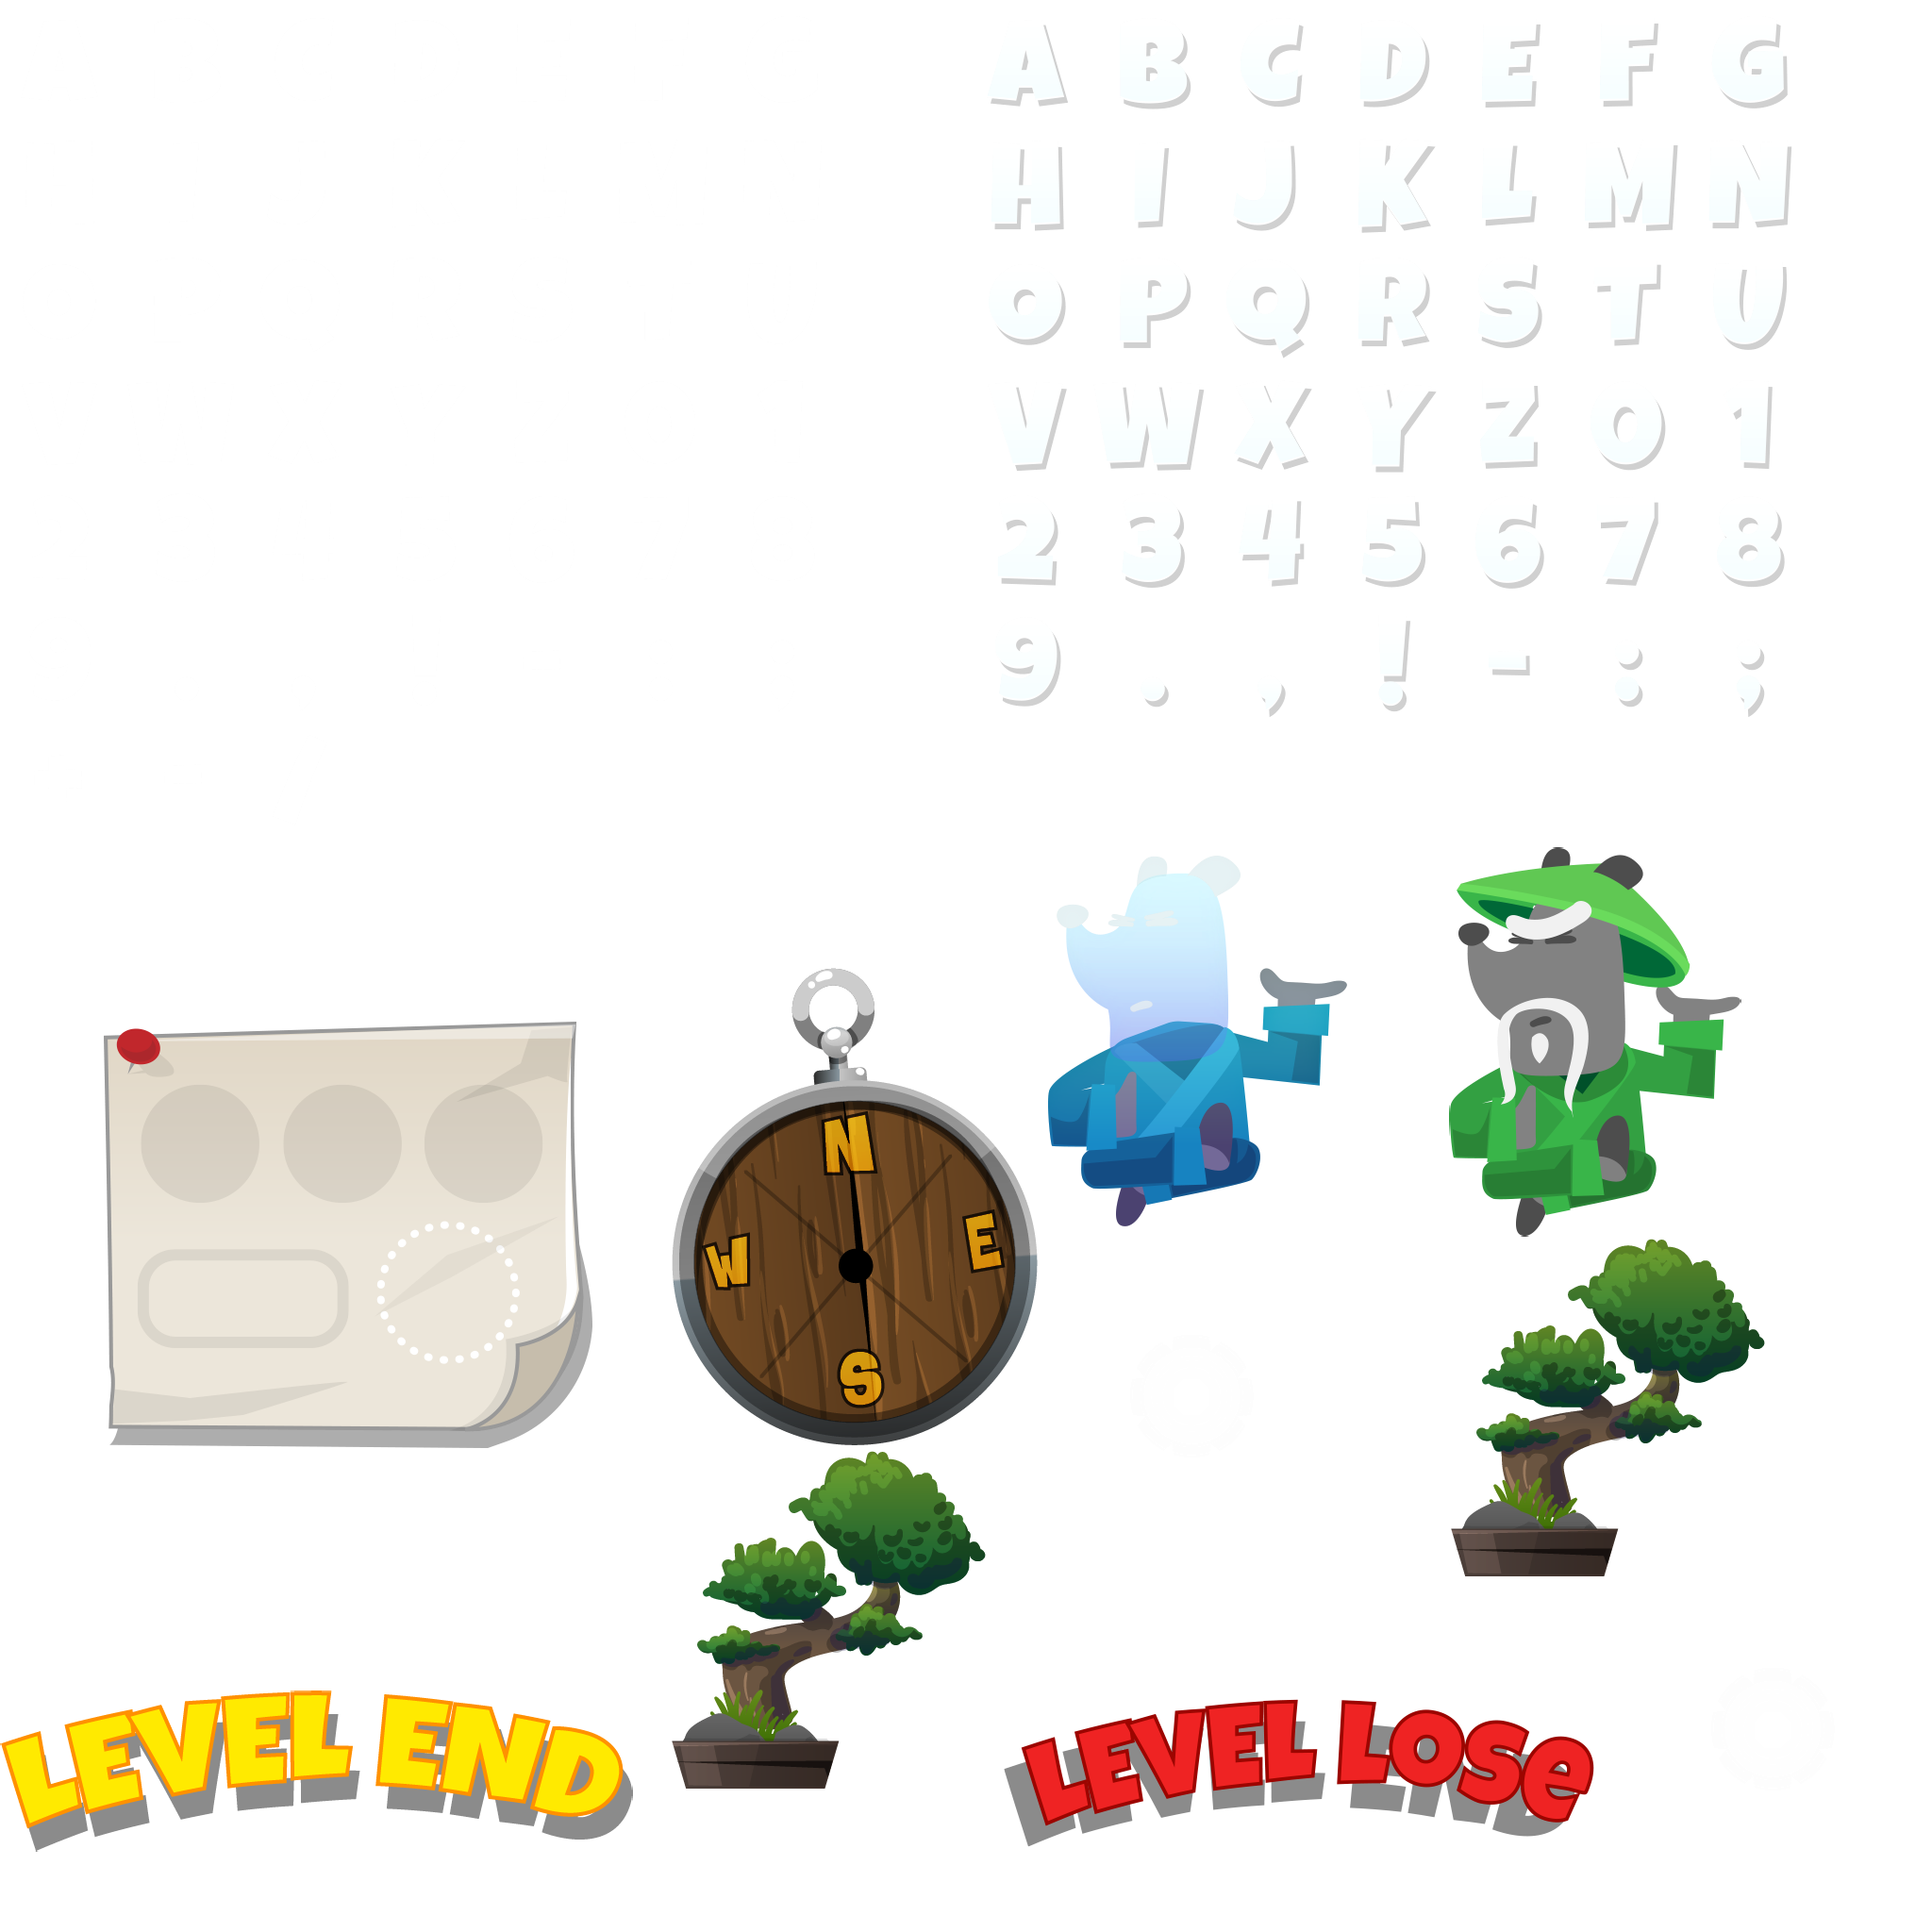 A B C D E F G
H I J K L M N
O P Q R S T U
V W X Y Z 0 1
2 3 4 5 6 7 8
9 . , ! - : ;
N
W E
S
LEVEL END
LEVEL LOSe